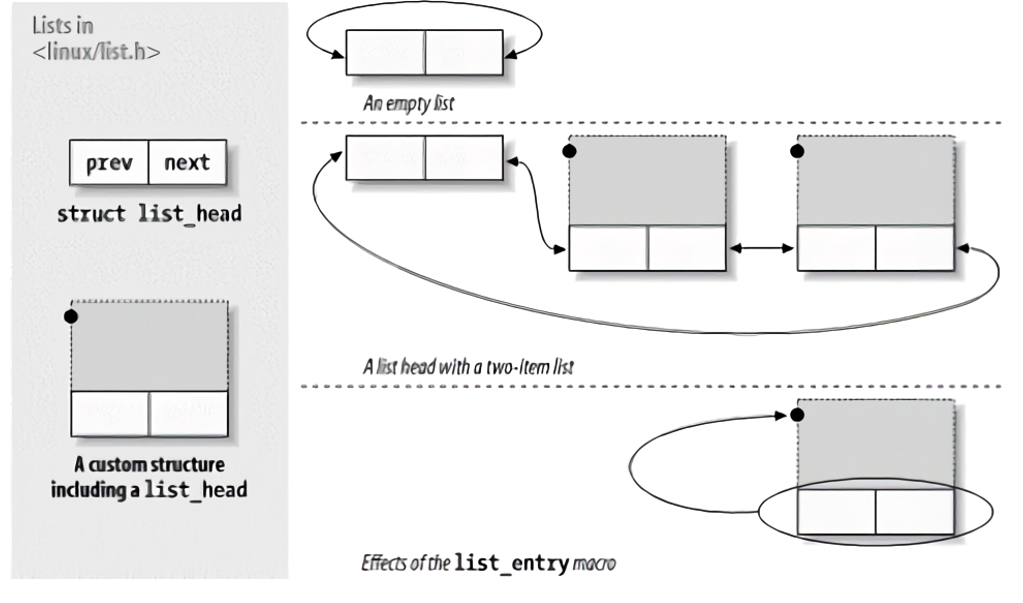 Lists in
<linux/list.h>
prev next
struct list_head
A custom structure
including a list_head
An empty list
A list head with a two-item list
Effects of the list_entry macro